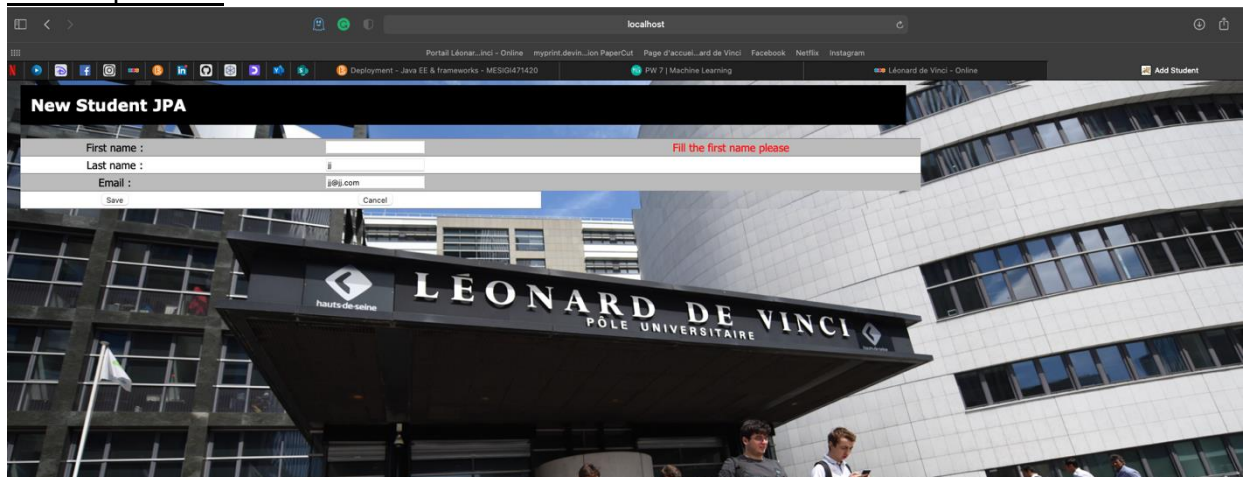 localhost
Portail Léonar...inci - Online myprint.devin...ion PaperCut Page d'accuei...ard de Vinci Facebook Netflix Instagram
Deployment - Java EE & frameworks - MESIGI471420 PW 7 | Machine Learning Léonard de Vinci - Online Add Student
New Student JPA
First name : Fill the first name please
Last name : jj
Email : jj@jj.com
Save Cancel
hauts-de-seine
LÉONARD DE VINCI
PÔLE UNIVERSITAIRE